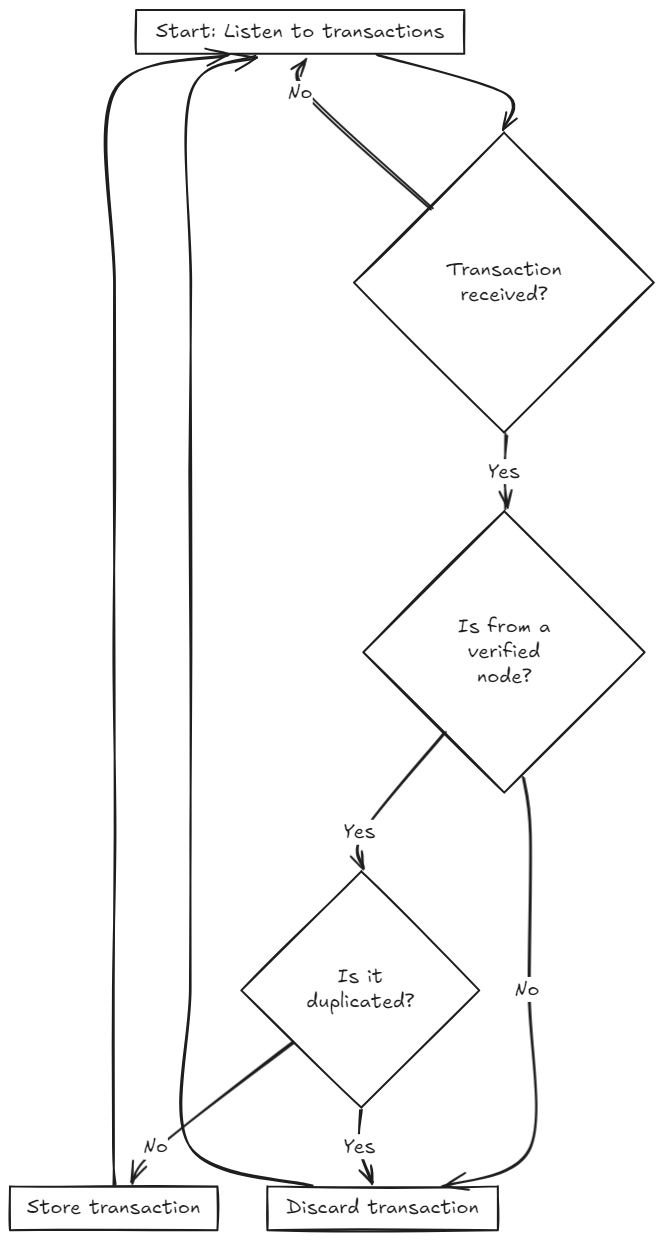 Start: Listen to transactions
No
Transaction
received?
Yes
Is from a
verified
node?
Yes
Is it
duplicated?
No
No
Yes
Store transaction
Discard transaction